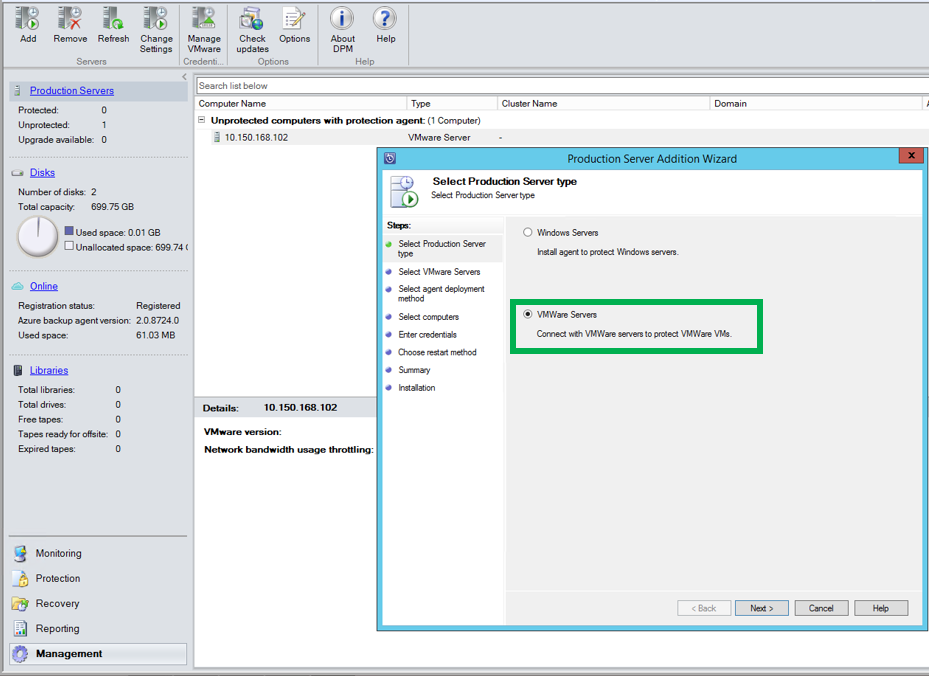 Add
Remove
Refresh
Change
Settings
Manage
VMware
Check
updates
Options
About
DPM
Help
Servers
Credenti...
Options
Help
Production Servers
Protected: 0
Unprotected: 1
Upgrade available: 0
Disks
Number of disks: 2
Total capacity: 699.75 GB
Used space: 0.01 GB
Unallocated space: 699.74
Online
Registration status: Registered
Azure backup agent version: 2.0.8724.0
Used space: 61.03 MB
Libraries
Total libraries: 0
Total drives: 0
Free tapes: 0
Tapes ready for offsite: 0
Expired tapes: 0
Monitoring
Protection
Recovery
Reporting
Management
Search list below
Computer Name Type Cluster Name Domain
Unprotected computers with protection agent: (1 Computer)
10.150.168.102 VMware Server -
Details: 10.150.168.102
VMware version:
Network bandwidth usage throttling:
Production Server Addition Wizard
Select Production Server type
Select Production Server type
Steps:
Select Production Server
type
Select VMware Servers
Select agent deployment
method
Select computers
Enter credentials
Choose restart method
Summary
Installation
Windows Servers
Install agent to protect Windows servers.
VMWare Servers
Connect with VMWare servers to protect VMWare VMs.
< Back Next > Cancel Help